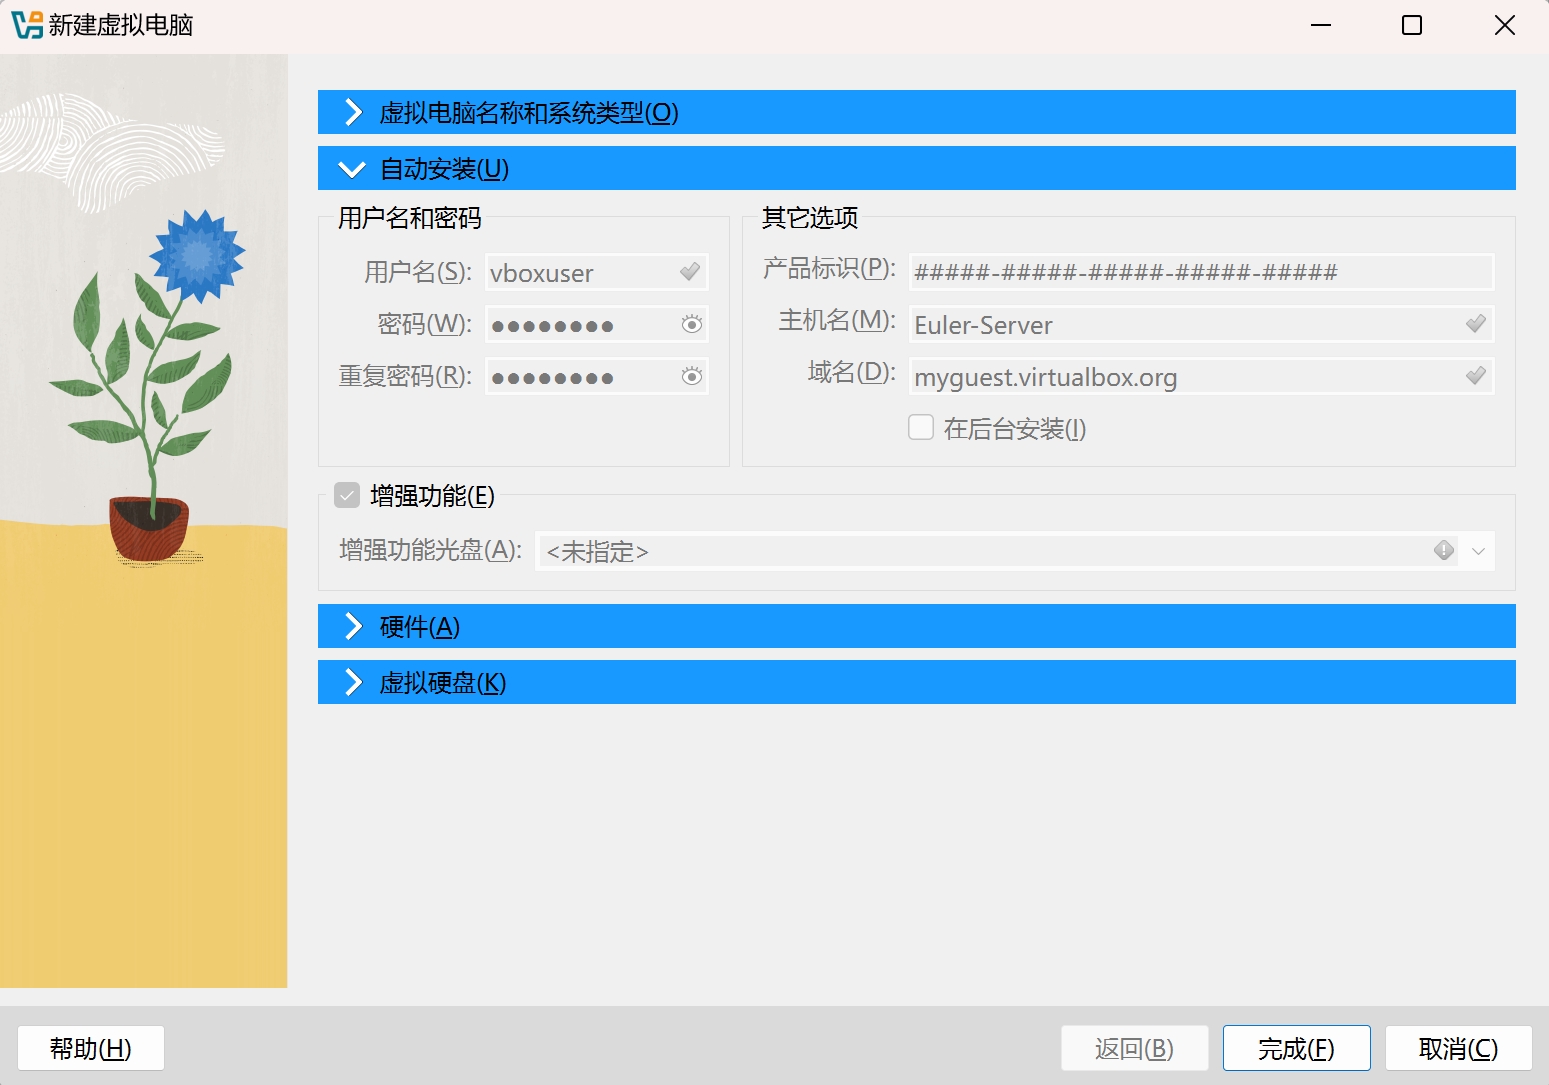 新建虚拟电脑
虚拟电脑名称和系统类型(O)
自动安装(U)
用户名和密码
用户名(S): vboxuser
密码(W): ●●●●●●●●
重复密码(R): ●●●●●●●●
其它选项
产品标识(P): #####-#####-#####-#####-#####
主机名(M): Euler-Server
域名(D): myguest.virtualbox.org
在后台安装(I)
增强功能(E)
增强功能光盘(A): <未指定>
硬件(A)
虚拟硬盘(K)
帮助(H) 返回(B) 完成(F) 取消(C)